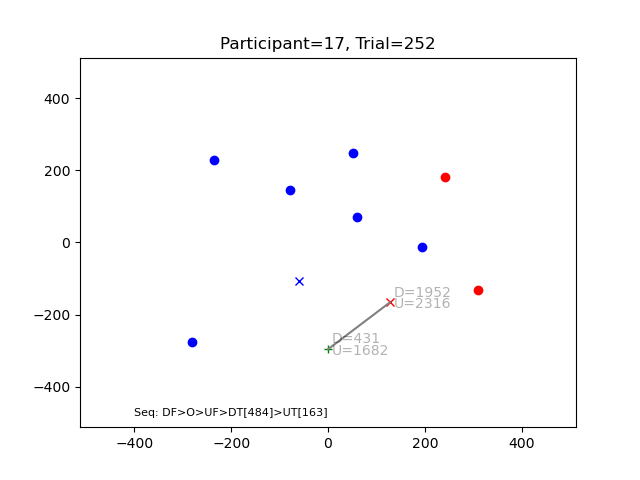 Participant=17, Trial=252
400
200
0
−200
−400
D=1952
U=2316
D=431
U=1682
Seq: DF>O>UF>DT[484]>UT[163]
−400
−200
0
200
400